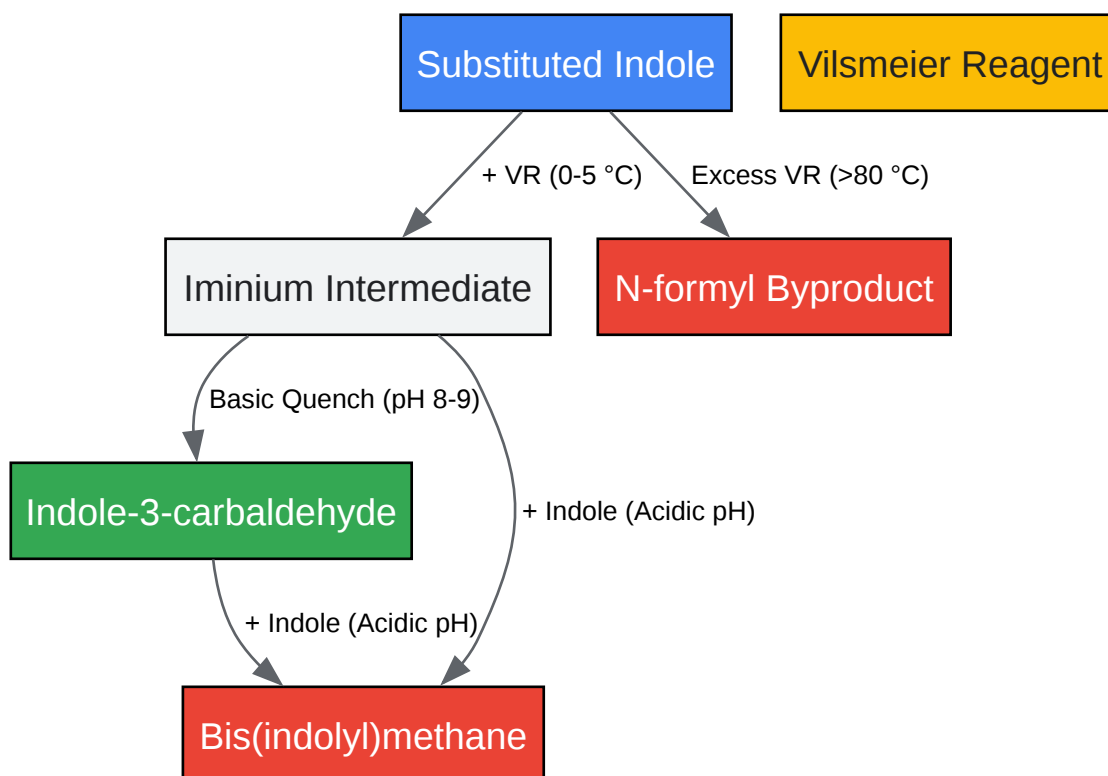 Substituted Indole
Vilsmeier Reagent
+ VR (0-5 °C)
Excess VR (>80 °C)
Iminium Intermediate
N-formyl Byproduct
Basic Quench (pH 8-9)
Indole-3-carbaldehyde
+ Indole (Acidic pH)
+ Indole (Acidic pH)
Bis(indolyl)methane